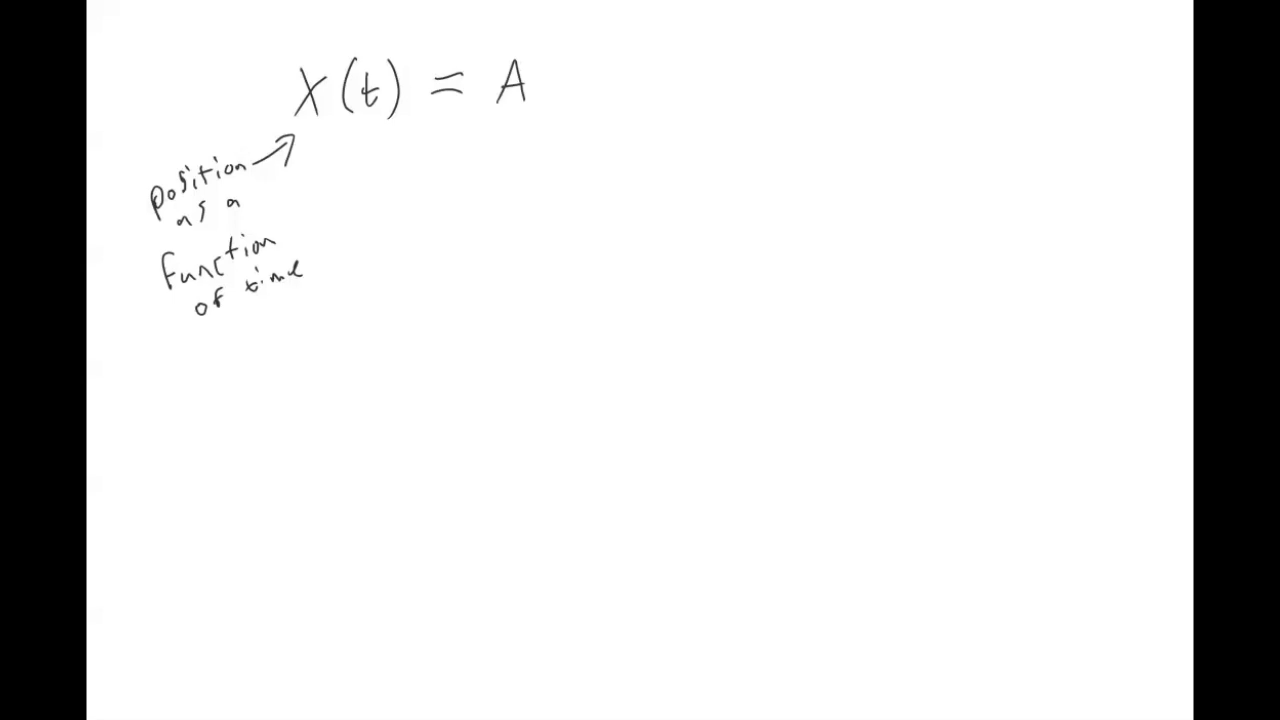 X(t) = A
position
as a
function
of time